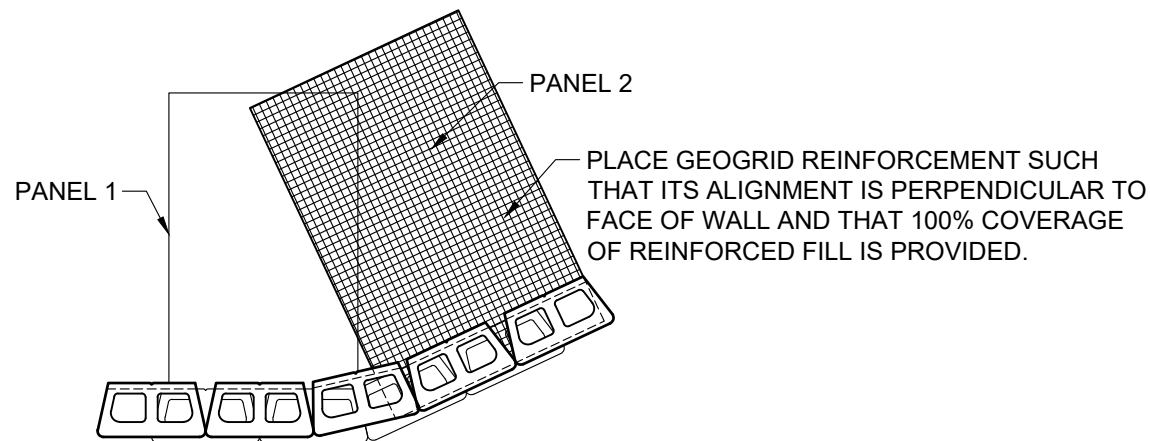 PANEL 2
PLACE GEOGRID REINFORCEMENT SUCH
THAT ITS ALIGNMENT IS PERPENDICULAR TO
FACE OF WALL AND THAT 100% COVERAGE
OF REINFORCED FILL IS PROVIDED.
PANEL 1